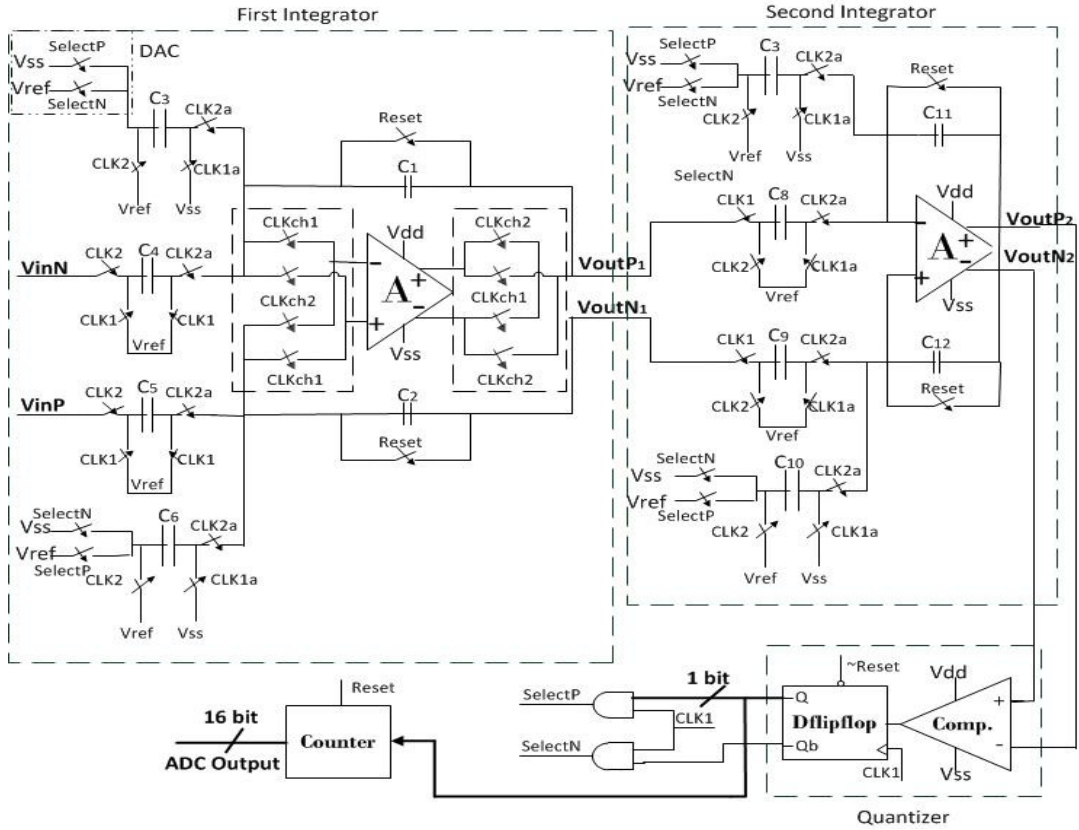 First Integrator
DAC
SelectP
Vss
Vref
SelectN
C3
CLK2a
CLK2
CLK1a
Vref
Vss
Reset
C1
VinN
CLK2
C4
CLK2a
CLK1
CLK1
Vref
CLKch1
CLKch2
CLKch1
Vdd
A
-
+
+
-
Vss
CLKch2
CLKch1
CLKch2
VoutP1
VoutN1
VinP
CLK2
C5
CLK2a
CLK1
CLK1
Vref
C2
Reset
SelectN
Vss
Vref
SelectP
C6
CLK2a
CLK2
CLK1a
Vref
Vss
Second Integrator
SelectP
Vss
Vref
SelectN
C3
CLK2a
CLK2
CLK1a
Vref
Vss
Reset
C11
SelectN
CLK1
C8
CLK2a
CLK2
CLK1a
Vref
Vdd
A
-
+
+
-
Vss
VoutP2
VoutN2
CLK1
C9
CLK2a
CLK2
CLK1a
Vref
C12
Reset
SelectN
Vss
Vref
SelectP
C10
CLK2a
CLK2
CLK1a
Vref
Vss
Reset
16 bit
ADC Output
Counter
SelectP
SelectN
1 bit
CLK1
~Reset
Q
Dflipflop
Qb
CLK1
Vdd
+
Comp.
-
Vss
Quantizer